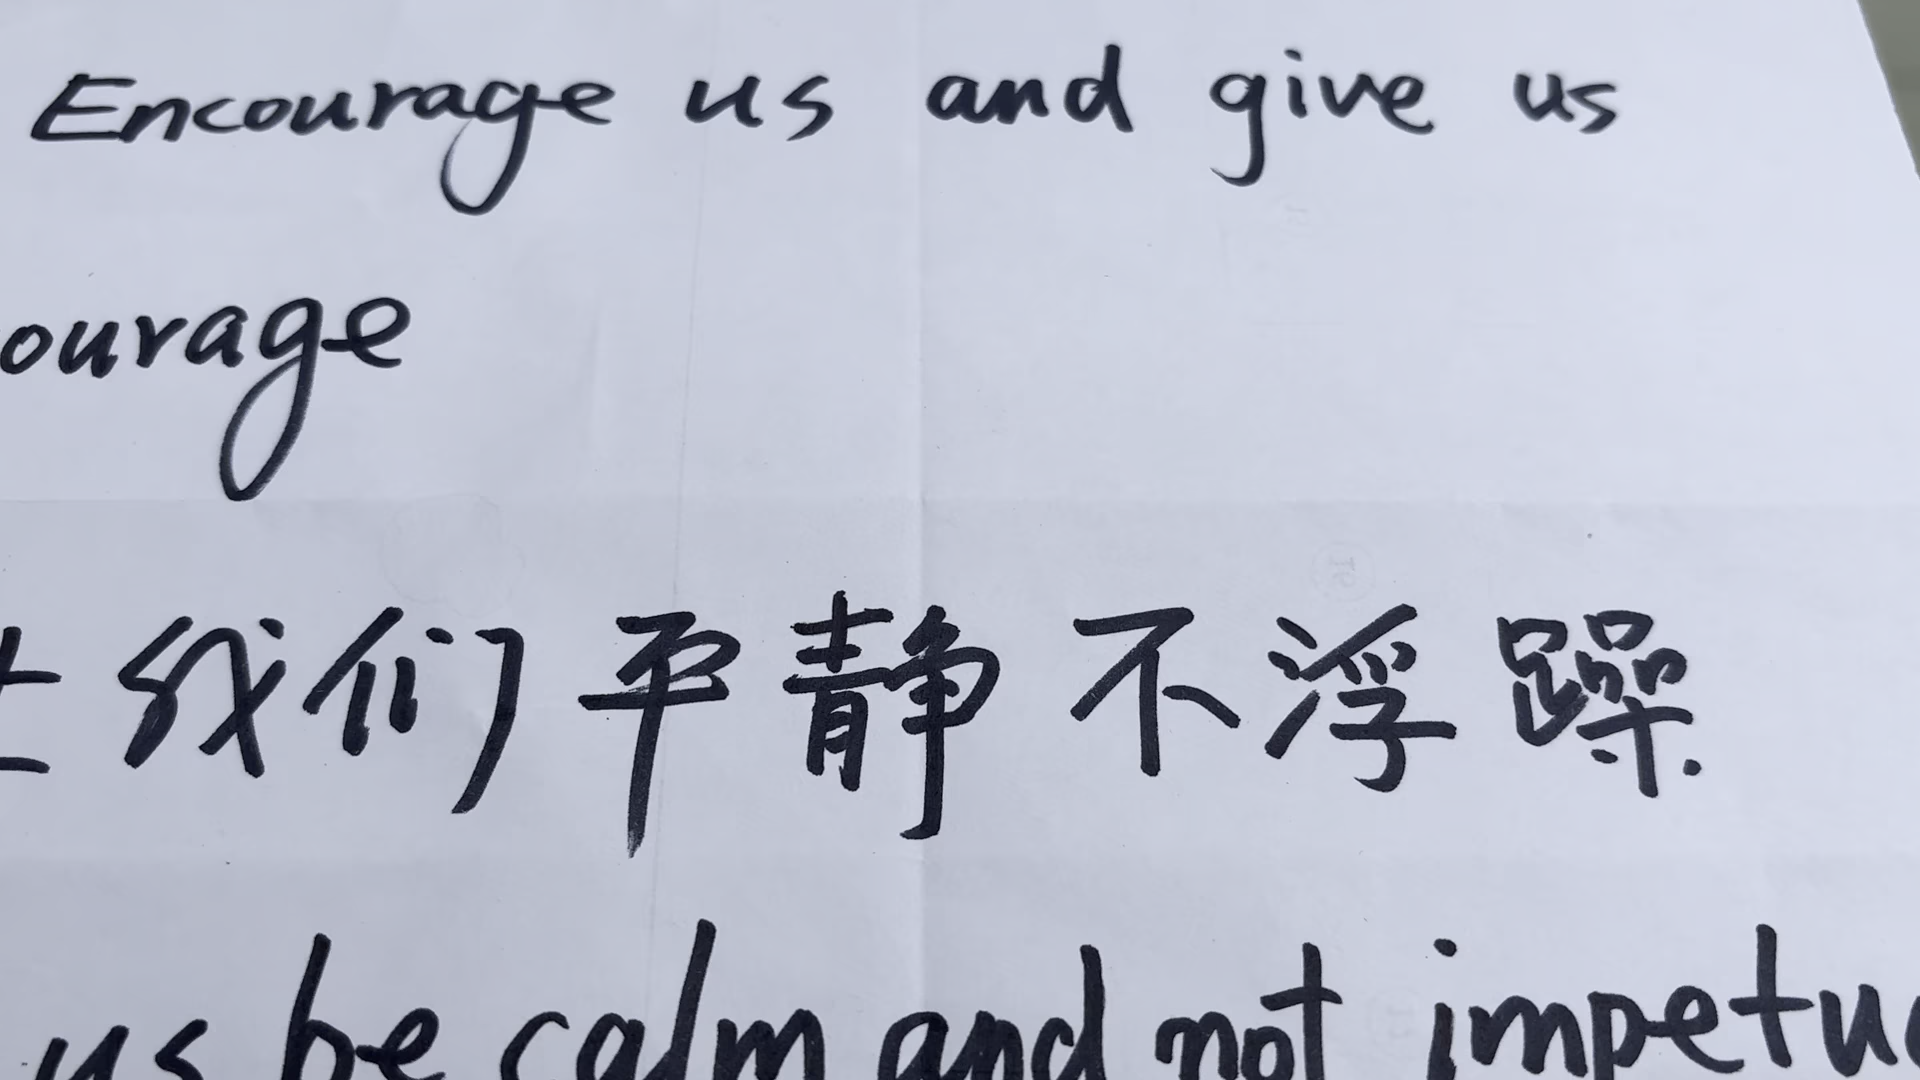 Encourage us and give us
ourage
我们平静不浮躁.
us be calm and not impetu